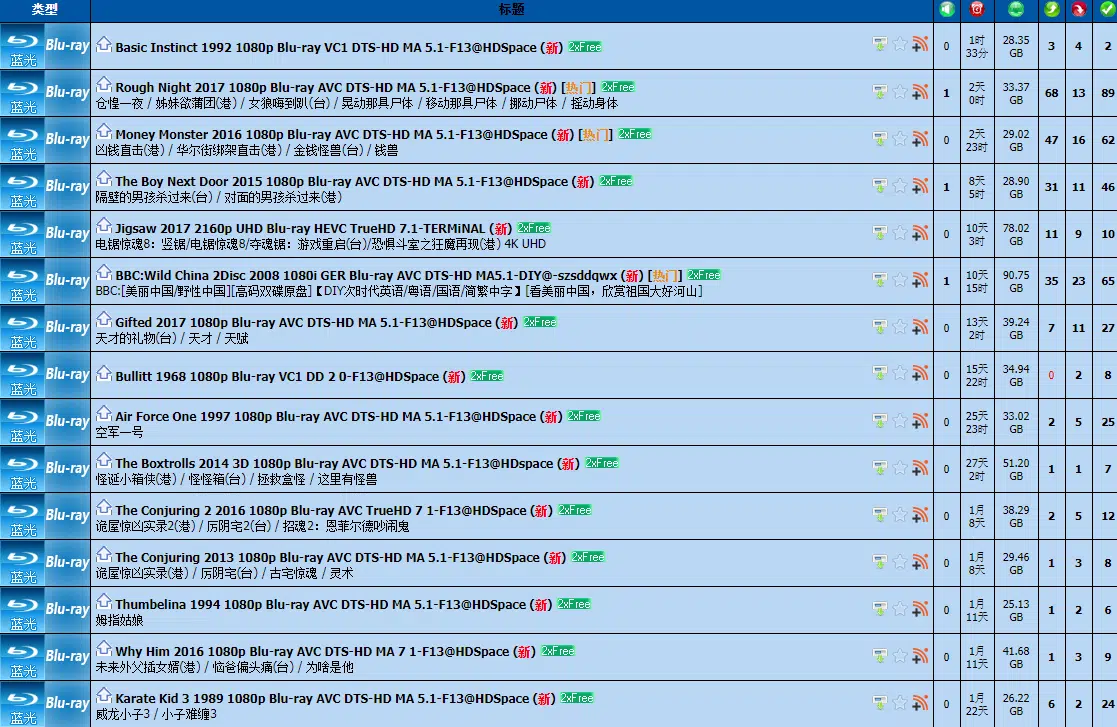 类型 标题
Blu-ray 蓝光 Basic Instinct 1992 1080p Blu-ray VC1 DTS-HD MA 5.1-F13@HDSpace (新) 2xFree 0 1时 33分 28.35 GB 3 4 2
Blu-ray 蓝光 Rough Night 2017 1080p Blu-ray AVC DTS-HD MA 5.1-F13@HDSpace (新) [热门] 2xFree 1 2天 0时 33.37 GB 68 13 89
仓惶一夜 / 姊妹欲蒲团(港) / 女狼嗨到趴(台) / 晃动那具尸体 / 移动那具尸体 / 挪动尸体 / 摇动身体
Blu-ray 蓝光 Money Monster 2016 1080p Blu-ray AVC DTS-HD MA 5.1-F13@HDSpace (新) [热门] 2xFree 0 2天 23时 29.02 GB 47 16 62
凶钱直击(港) / 华尔街绑架直击(港) / 金钱怪兽(台) / 钱兽
Blu-ray 蓝光 The Boy Next Door 2015 1080p Blu-ray AVC DTS-HD MA 5.1-F13@HDSpace (新) 2xFree 1 8天 5时 28.90 GB 31 11 46
隔壁的男孩杀过来(台) / 对面的男孩杀过来(港)
Blu-ray 蓝光 Jigsaw 2017 2160p UHD Blu-ray HEVC TrueHD 7.1-TERMiNAL (新) 2xFree 0 10天 3时 78.02 GB 11 9 10
电锯惊魂8：竖锯/电锯惊魂8/夺魂锯：游戏重启(台)/恐惧斗室之狂魔再现(港) 4K UHD
Blu-ray 蓝光 BBC:Wild China 2Disc 2008 1080i GER Blu-ray AVC DTS-HD MA5.1-DIY@-szsddqwx (新) [热门] 2xFree 1 10天 15时 90.75 GB 35 23 65
BBC:[美丽中国/野性中国][高码双碟原盘]【DIY次时代英语/粤语/国语/简繁中字】[看美丽中国，欣赏祖国大好河山]
Blu-ray 蓝光 Gifted 2017 1080p Blu-ray AVC DTS-HD MA 5.1-F13@HDSpace (新) 2xFree 0 13天 2时 39.24 GB 7 11 27
天才的礼物(台) / 天才 / 天赋
Blu-ray 蓝光 Bullitt 1968 1080p Blu-ray VC1 DD 2 0-F13@HDSpace (新) 2xFree 0 15天 22时 34.94 GB 0 2 8
Blu-ray 蓝光 Air Force One 1997 1080p Blu-ray AVC DTS-HD MA 5.1-F13@HDSpace (新) 2xFree 0 25天 23时 33.02 GB 2 5 25
空军一号
Blu-ray 蓝光 The Boxtrolls 2014 3D 1080p Blu-ray AVC DTS-HD MA 5.1-F13@HDSpace (新) 2xFree 0 27天 2时 51.20 GB 1 1 7
怪诞小箱侠(港) / 怪怪箱(台) / 拯救盒怪 / 这里有怪兽
Blu-ray 蓝光 The Conjuring 2 2016 1080p Blu-ray AVC TrueHD 7 1-F13@HDSpace (新) 2xFree 0 1月 8天 38.29 GB 2 5 12
诡屋惊凶实录2(港) / 厉阴宅2(台) / 招魂2：恩菲尔德吵闹鬼
Blu-ray 蓝光 The Conjuring 2013 1080p Blu-ray AVC DTS-HD MA 5.1-F13@HDSpace (新) 2xFree 0 1月 8天 29.46 GB 1 3 8
诡屋惊凶实录(港) / 厉阴宅(台) / 古宅惊魂 / 灵术
Blu-ray 蓝光 Thumbelina 1994 1080p Blu-ray AVC DTS-HD MA 5.1-F13@HDSpace (新) 2xFree 0 1月 11天 25.13 GB 1 2 6
姆指姑娘
Blu-ray 蓝光 Why Him 2016 1080p Blu-ray AVC DTS-HD MA 7 1-F13@HDSpace (新) 2xFree 0 1月 11天 41.68 GB 1 3 9
未来外父插女婿(港) / 恼爸偏头痛(台) / 为啥是他
Blu-ray 蓝光 Karate Kid 3 1989 1080p Blu-ray AVC DTS-HD MA 5.1-F13@HDSpace (新) 2xFree 0 1月 22天 26.22 GB 6 2 24
威龙小子3 / 小子难缠3